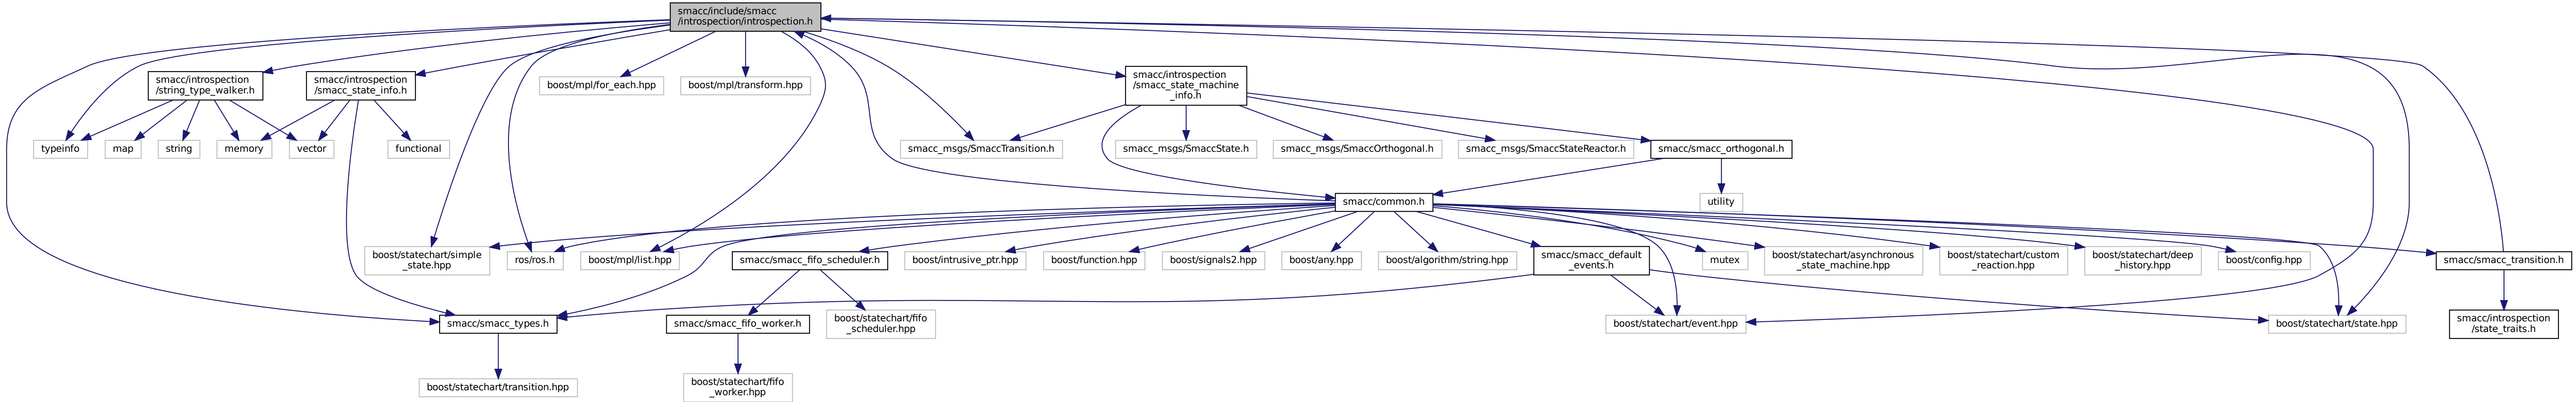 smacc/include/smacc
/introspection/introspection.h
smacc/introspection
/string_type_walker.h
smacc/introspection
/smacc_state_info.h
boost/mpl/for_each.hpp
boost/mpl/transform.hpp
smacc/introspection
/smacc_state_machine
_info.h
typeinfo
map
string
memory
vector
functional
smacc_msgs/SmaccTransition.h
smacc_msgs/SmaccState.h
smacc_msgs/SmaccOrthogonal.h
smacc_msgs/SmaccStateReactor.h
smacc/smacc_orthogonal.h
smacc/common.h
utility
boost/statechart/simple
_state.hpp
ros/ros.h
boost/mpl/list.hpp
smacc/smacc_fifo_scheduler.h
boost/intrusive_ptr.hpp
boost/function.hpp
boost/signals2.hpp
boost/any.hpp
boost/algorithm/string.hpp
smacc/smacc_default
_events.h
mutex
boost/statechart/asynchronous
_state_machine.hpp
boost/statechart/custom
_reaction.hpp
boost/statechart/deep
_history.hpp
boost/config.hpp
smacc/smacc_transition.h
smacc/smacc_types.h
smacc/smacc_fifo_worker.h
boost/statechart/fifo
_scheduler.hpp
boost/statechart/event.hpp
boost/statechart/state.hpp
smacc/introspection
/state_traits.h
boost/statechart/transition.hpp
boost/statechart/fifo
_worker.hpp